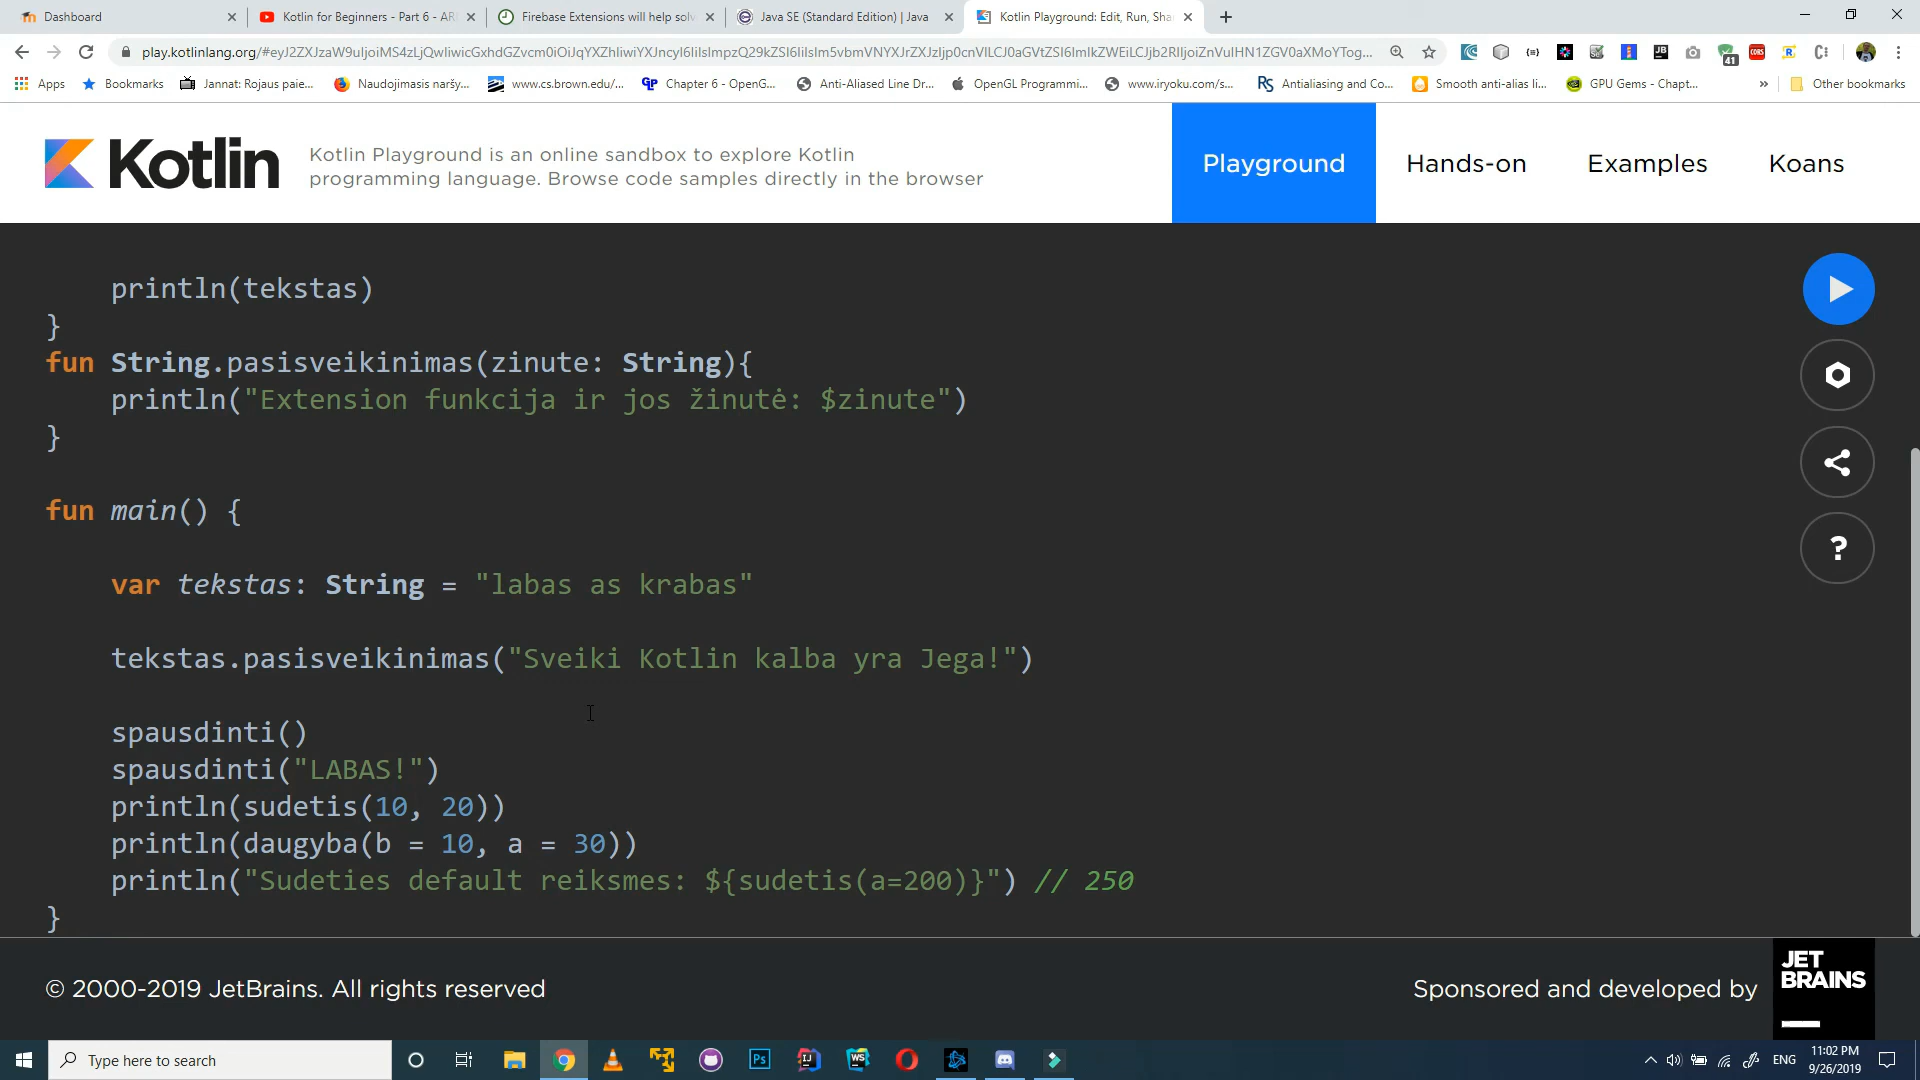 Dashboard
Kotlin for Beginners - Part 6 - AR
Firebase Extensions will help solv
Java SE (Standard Edition) | Java
Kotlin Playground: Edit, Run, Sha
Apps
Bookmarks
Jannat: Rojaus paie...
Naudojimasis naršy...
www.cs.brown.edu/...
Chapter 6 - OpenG...
Anti-Aliased Line Dr...
OpenGL Programmi...
www.iryoku.com/s...
Antialiasing and Co...
Smooth anti-alias li...
GPU Gems - Chapt...
»
Other bookmarks
Kotlin
Kotlin Playground is an online sandbox to explore Kotlin
programming language. Browse code samples directly in the browser
Playground
Hands-on
Examples
Koans
println(tekstas)
}
fun String.pasisveikinimas(zinute: String){
println("Extension funkcija ir jos žinutė: $zinute")
}
fun main() {
var tekstas: String = "labas as krabas"
tekstas.pasisveikinimas("Sveiki Kotlin kalba yra Jega!")
spausdinti()
spausdinti("LABAS!")
println(sudetis(10, 20))
println(daugyba(b = 10, a = 30))
println("Sudeties default reiksmes: ${sudetis(a=200)}") // 250
}
?
© 2000-2019 JetBrains. All rights reserved
Sponsored and developed by
JET
BRAINS
Type here to search
ENG
11:02 PM
9/26/2019